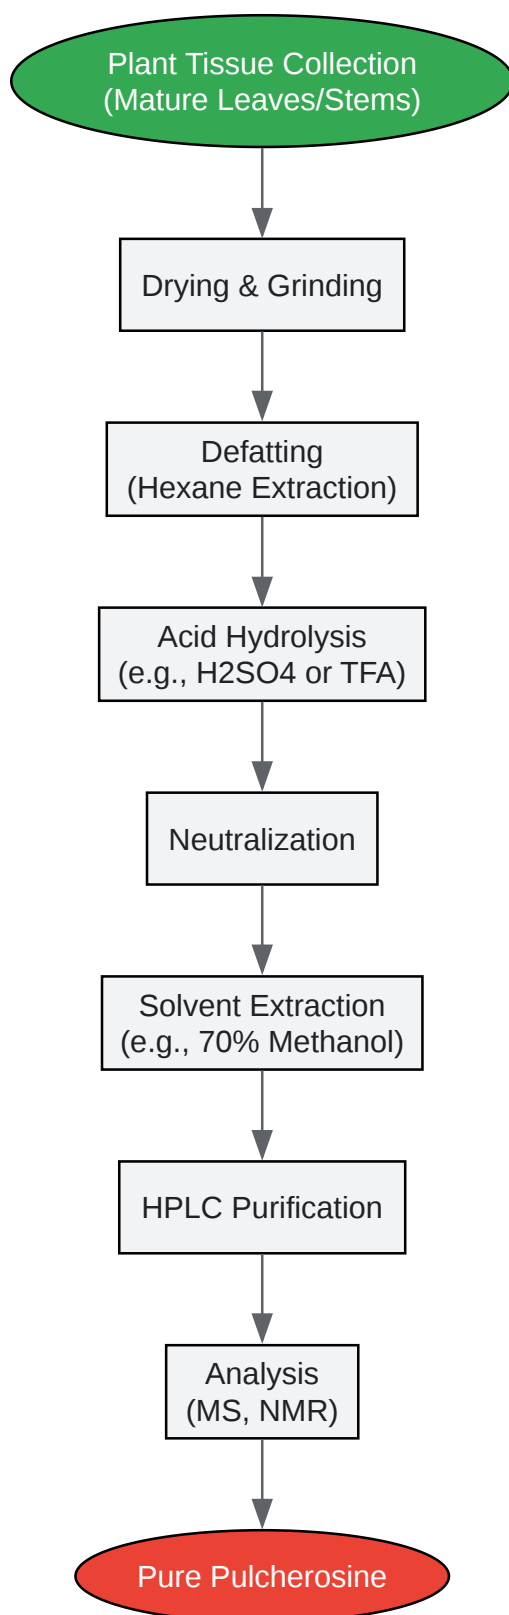 Plant Tissue Collection
(Mature Leaves/Stems)
Drying & Grinding
Defatting
(Hexane Extraction)
Acid Hydrolysis
(e.g., H2SO4 or TFA)
Neutralization
Solvent Extraction
(e.g., 70% Methanol)
HPLC Purification
Analysis
(MS, NMR)
Pure Pulcherosine